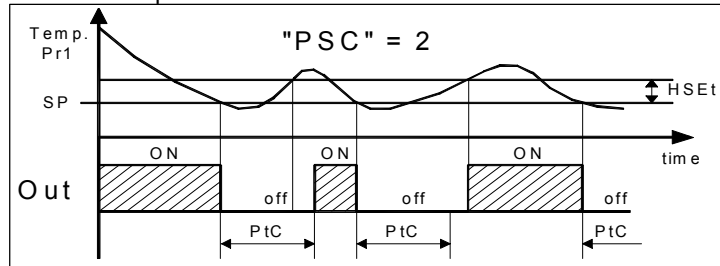 Temp.
Pr1
"PSC" = 2
SP
HSEt
time
ON
ON
ON
Out
off
off
off
PtC
PtC
PtC